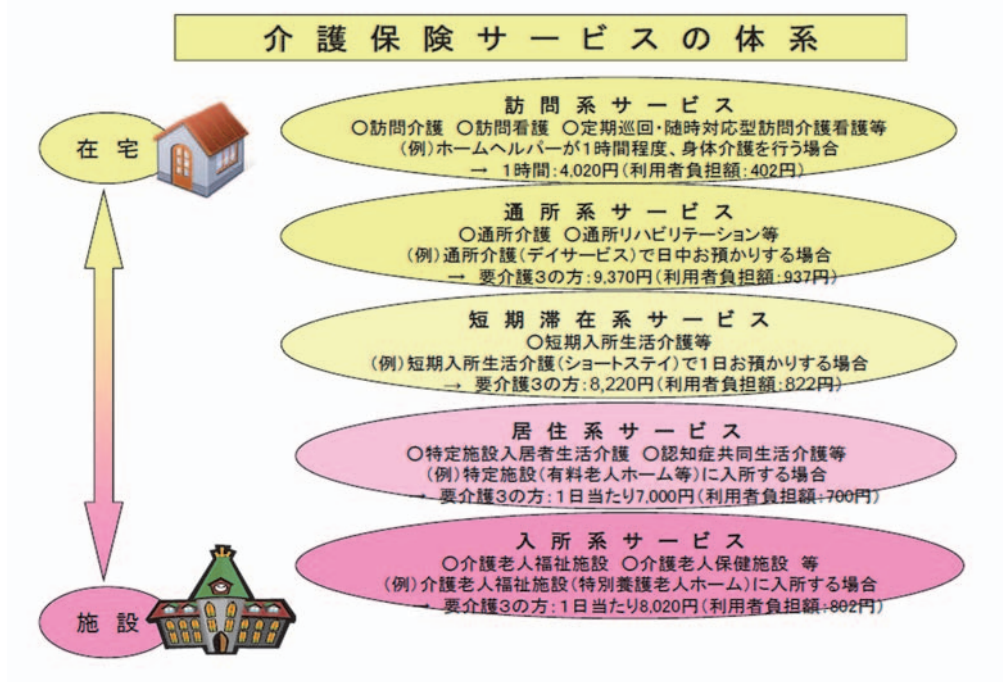 介護保険サービスの体系
在宅
訪問系サービス
○訪問介護 ○訪問看護 ○定期巡回・随時対応型訪問介護看護等
(例)ホームヘルパーが1時間程度、身体介護を行う場合
→ 1時間:4,020円(利用者負担額:402円)
通所系サービス
○通所介護 ○通所リハビリテーション等
(例)通所介護(デイサービス)で日中お預かりする場合
→ 要介護3の方:9,370円(利用者負担額:937円)
短期滞在系サービス
○短期入所生活介護等
(例)短期入所生活介護(ショートステイ)で1日お預かりする場合
→ 要介護3の方:8,220円(利用者負担額:822円)
居住系サービス
○特定施設入居者生活介護 ○認知症共同生活介護等
(例)特定施設(有料老人ホーム等)に入所する場合
→ 要介護3の方:1日当たり7,000円(利用者負担額:700円)
入所系サービス
○介護老人福祉施設 ○介護老人保健施設 等
(例)介護老人福祉施設(特別養護老人ホーム)に入所する場合
→ 要介護3の方:1日当たり8,020円(利用者負担額:802円)
施設